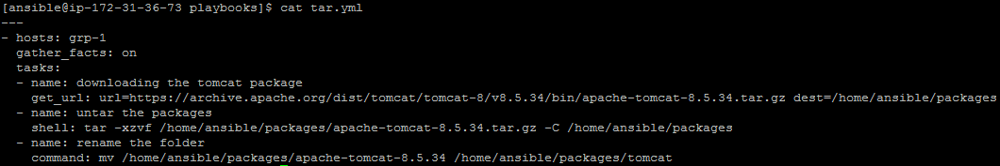 [ansible@ip-172-31-36-73 playbooks]$ cat tar.yml
---
- hosts: grp-1
  gather_facts: on
  tasks:
  - name: downloading the tomcat package
    get_url: url=https://archive.apache.org/dist/tomcat/tomcat-8/v8.5.34/bin/apache-tomcat-8.5.34.tar.gz dest=/home/ansible/packages
  - name: untar the packages
    shell: tar -xzvf /home/ansible/packages/apache-tomcat-8.5.34.tar.gz -C /home/ansible/packages
  - name: rename the folder
    command: mv /home/ansible/packages/apache-tomcat-8.5.34 /home/ansible/packages/tomcat